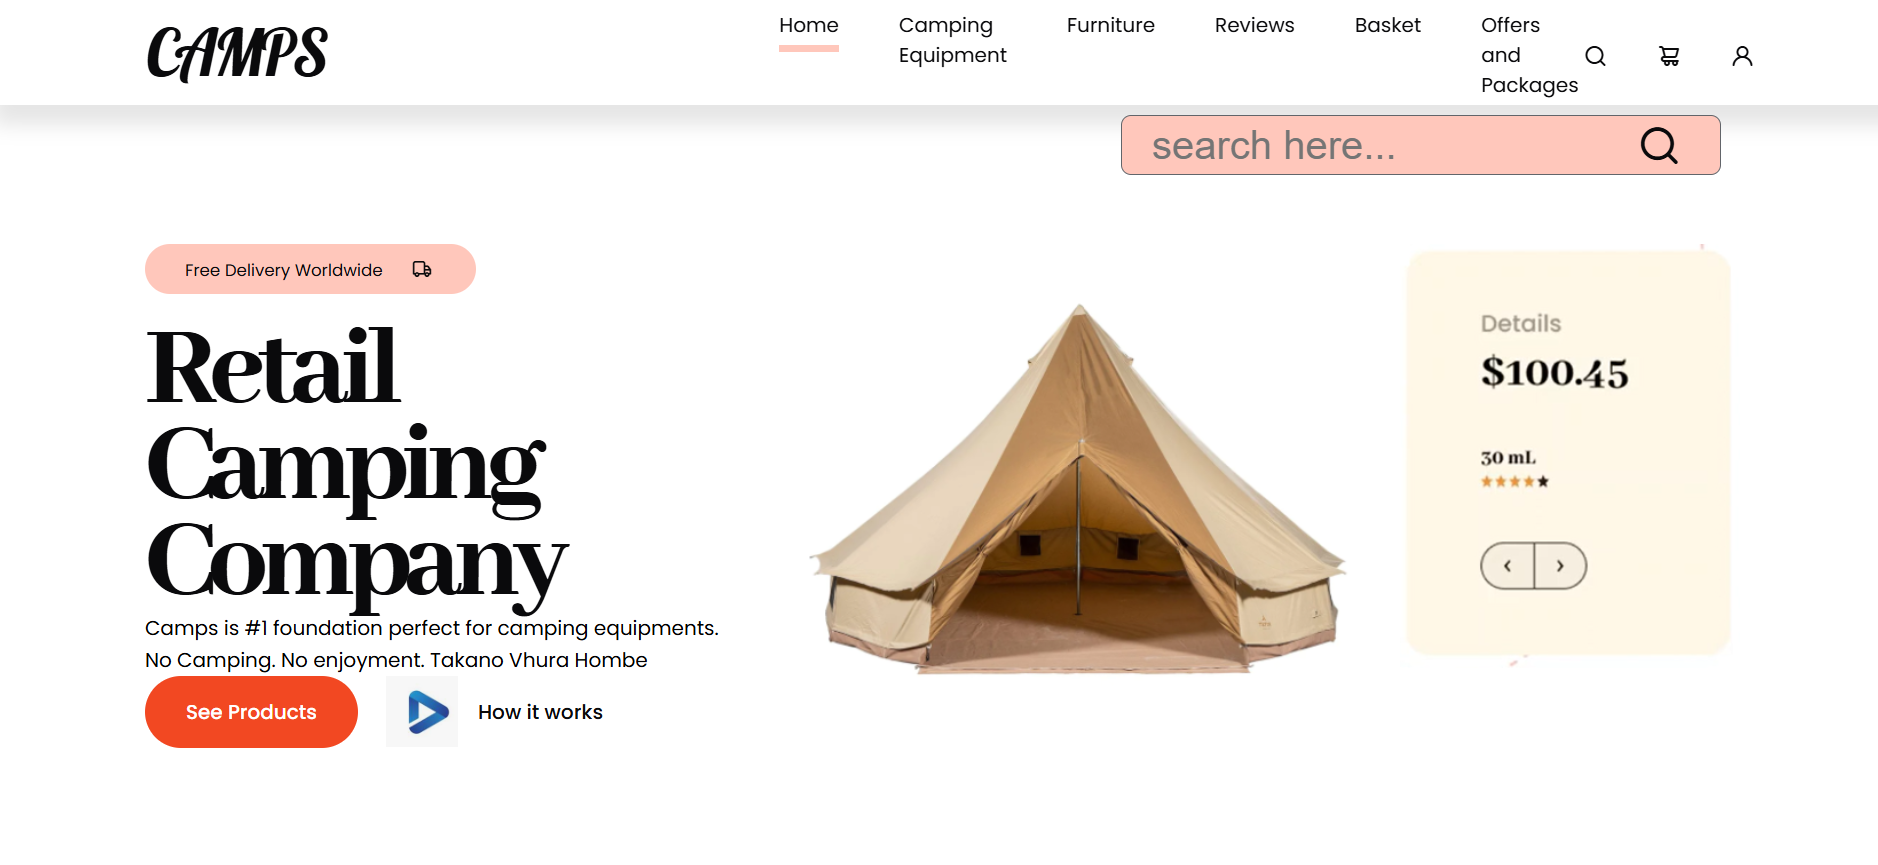 CAMPS
Home
Camping
Equipment
Furniture
Reviews
Basket
Offers
and
Packages
search here...
Free Delivery Worldwide
Retail
Camping
Company
Camps is #1 foundation perfect for camping equipments.
No Camping. No enjoyment. Takano Vhura Hombe
See Products
How it works
Details
$100.45
30 mL